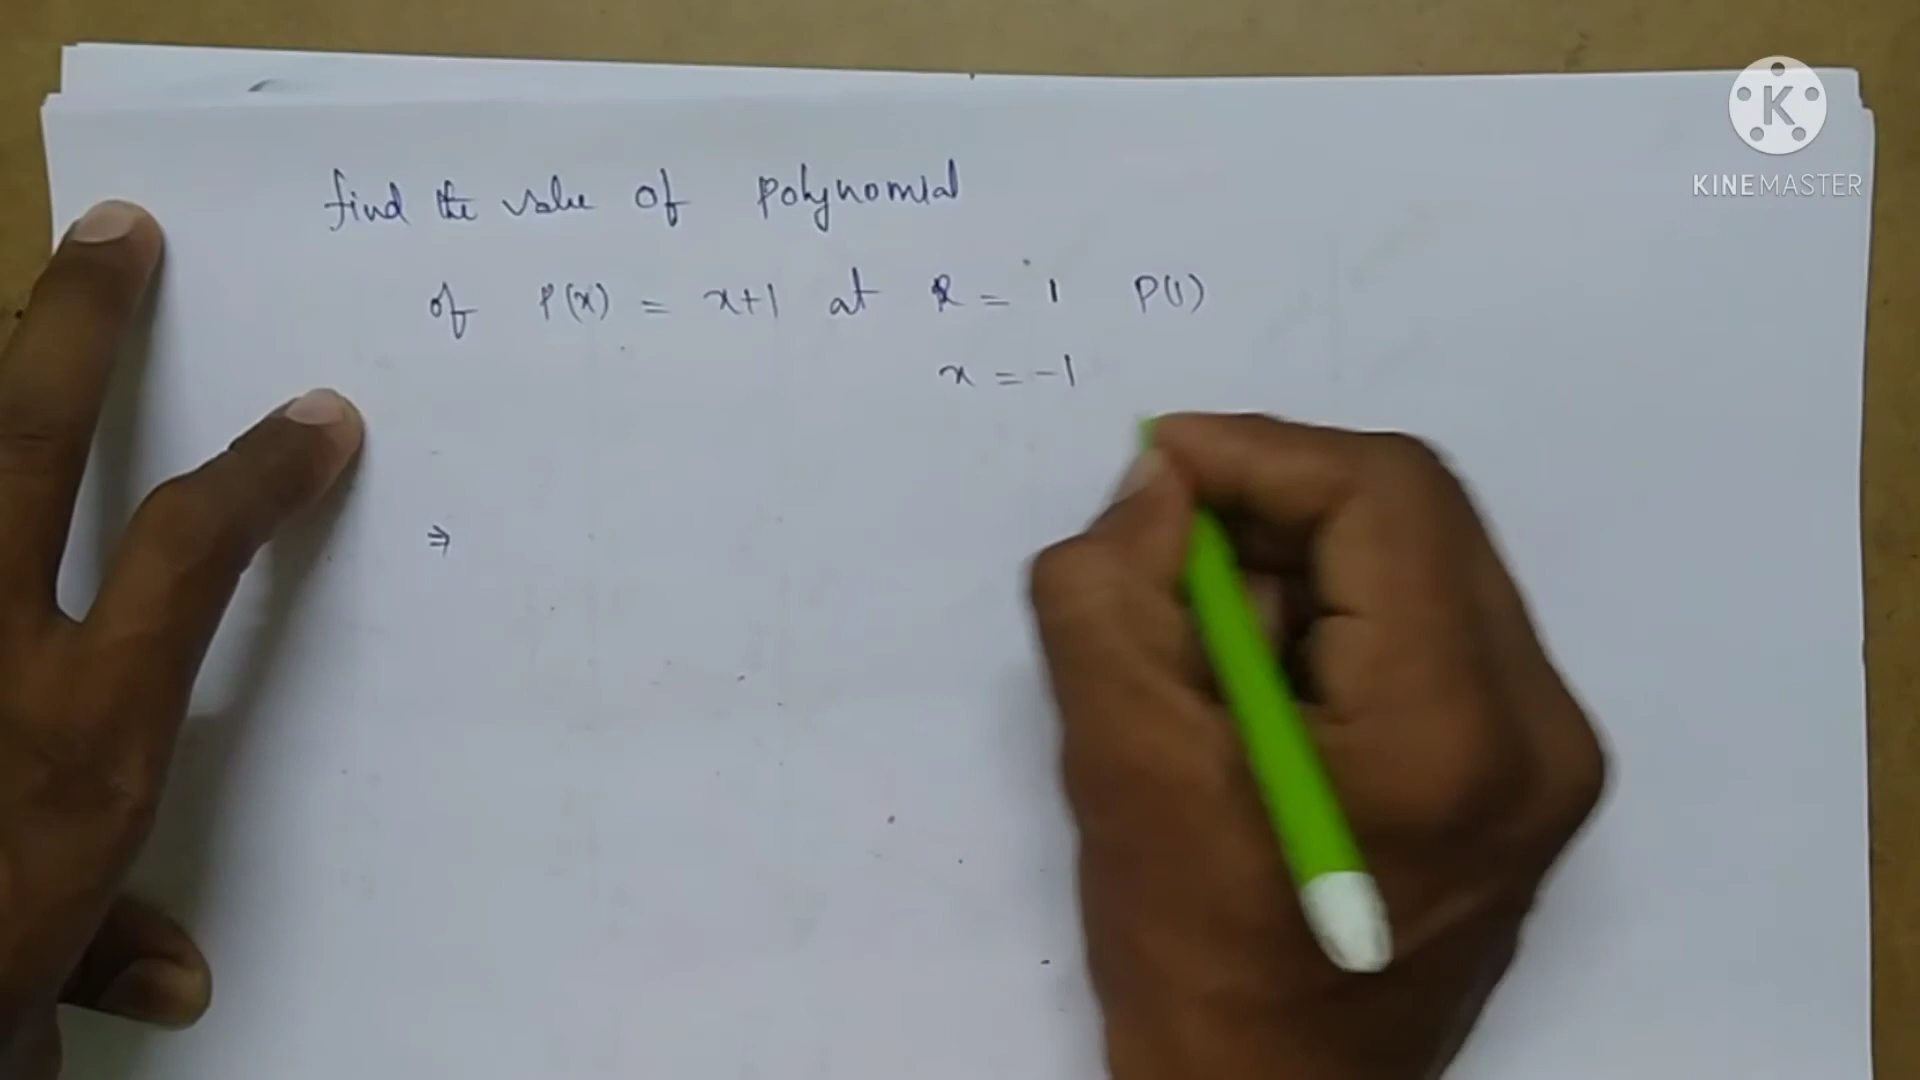 find the value of polynomial
of P(x) = x+1 at x = 1 P(1)
x = -1
⇒
K
KINEMASTER